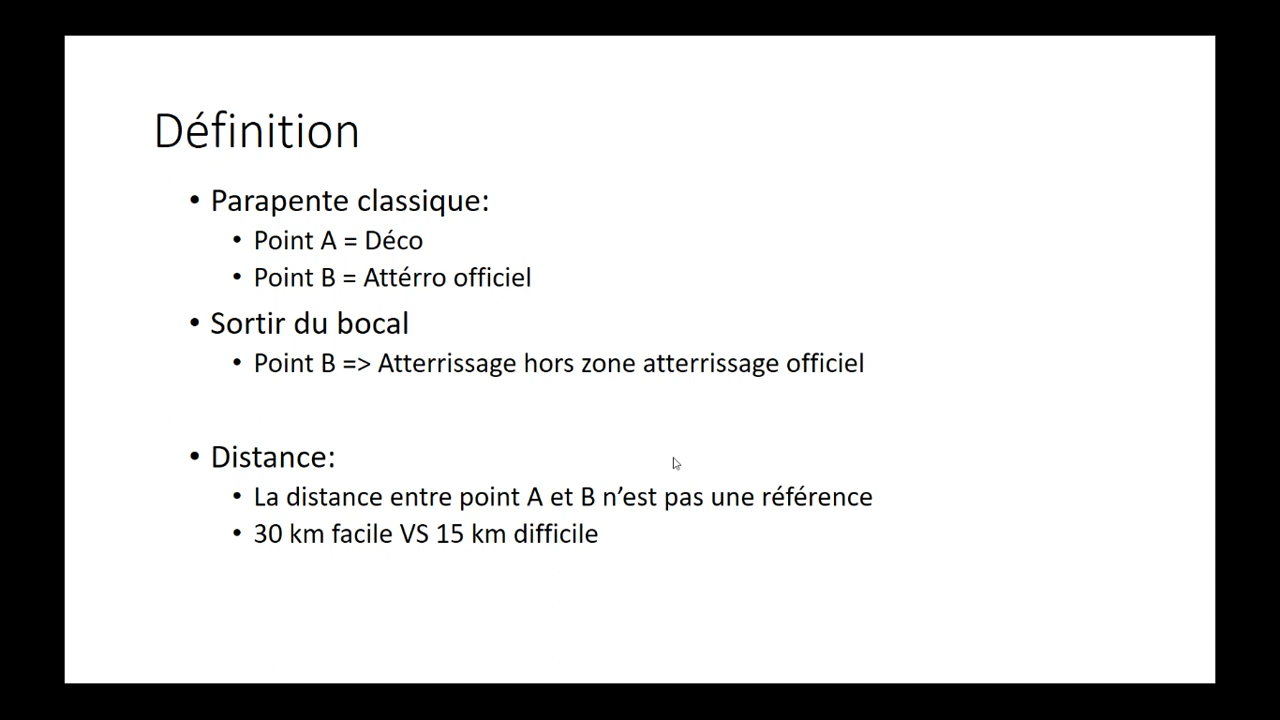 Définition
• Parapente classique:
• Point A = Déco
• Point B = Attérro officiel
• Sortir du bocal
• Point B => Atterrissage hors zone atterrissage officiel
• Distance:
• La distance entre point A et B n’est pas une référence
• 30 km facile VS 15 km difficile